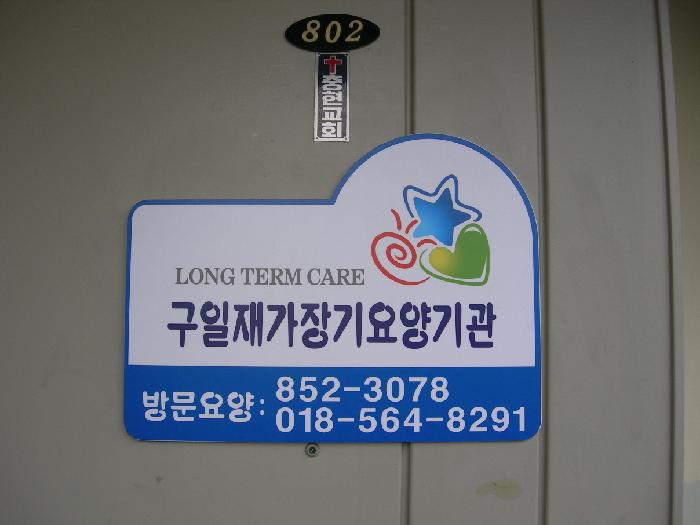 802
충현교회
LONG TERM CARE
구일재가장기요양기관
방문요양: 852-3078
018-564-8291